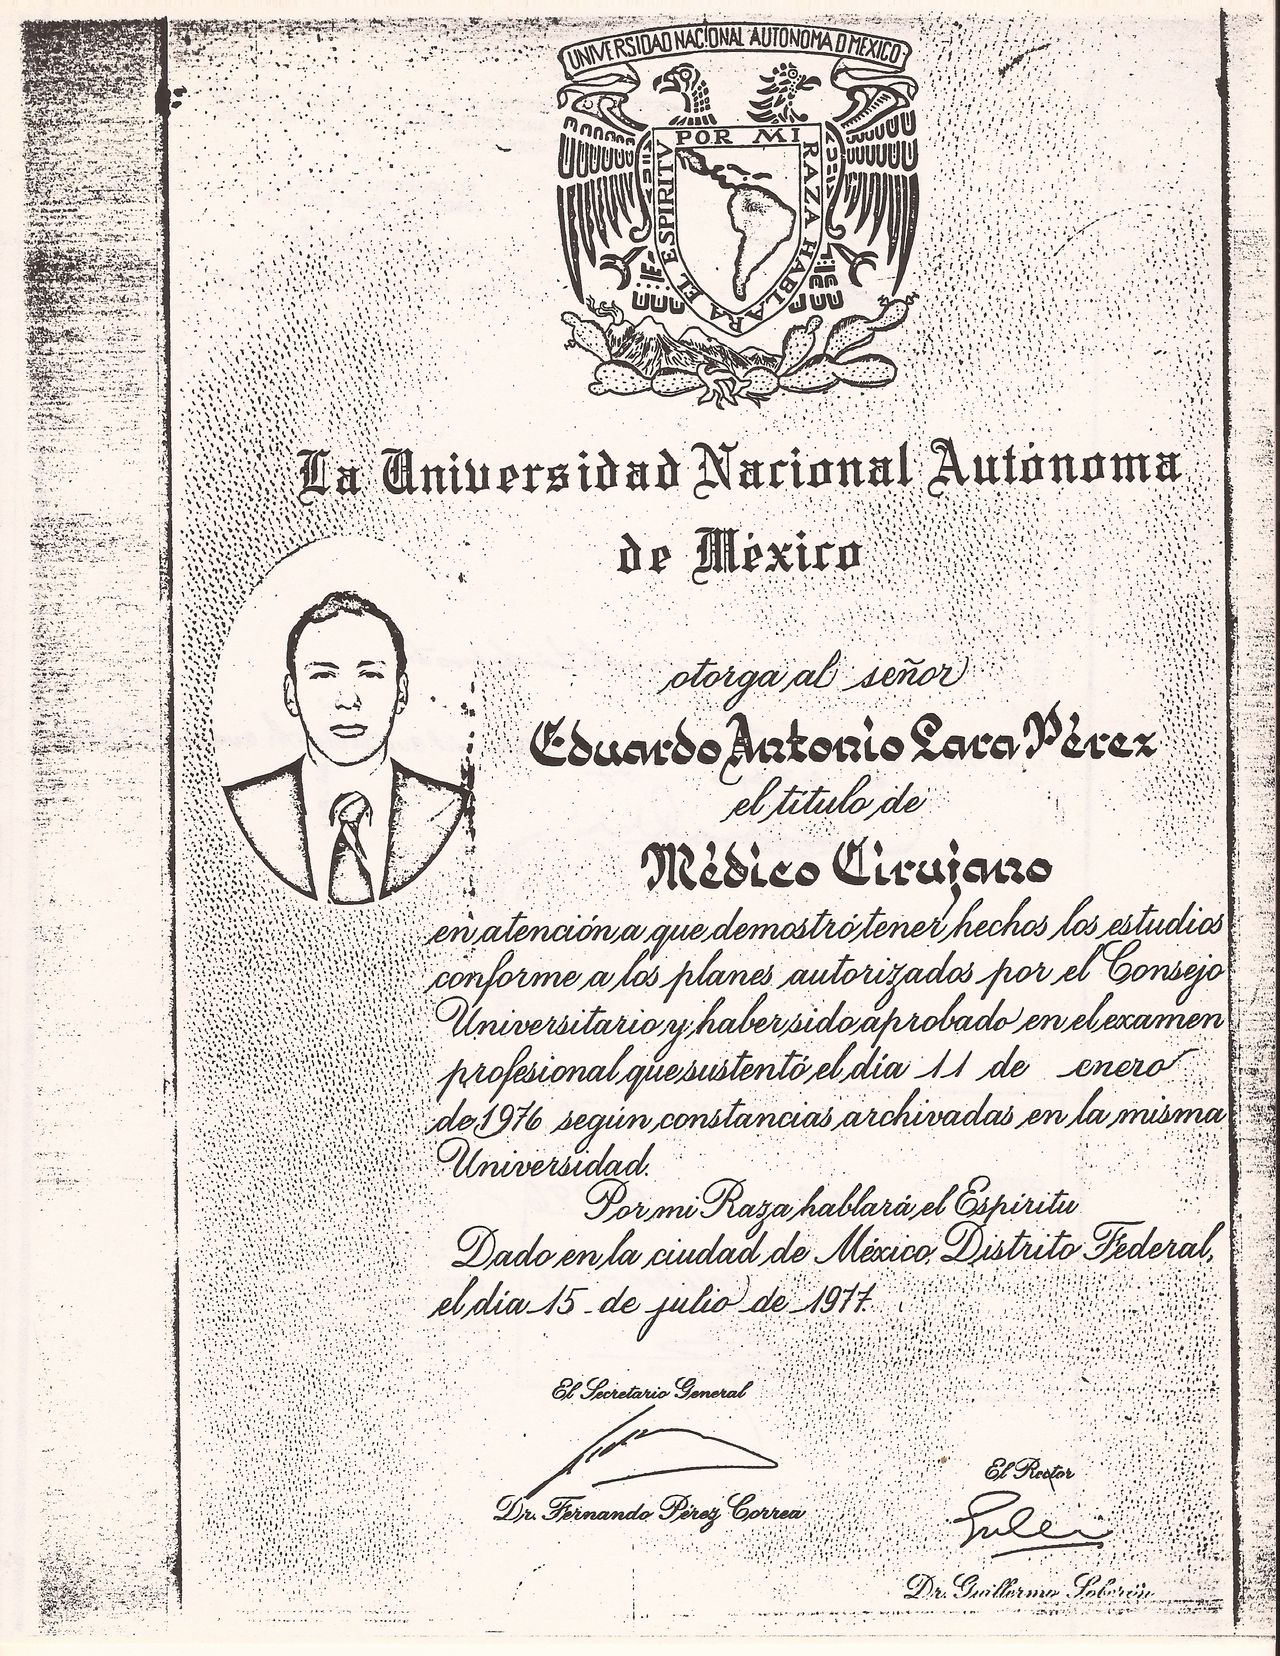 UNIVERSIDAD NACIONAL AUTONOMA D MEXICO
POR MI RAZA HABLARA EL ESPIRITU
La Universidad Nacional Autónoma
de México
otorga al señor
Eduardo Antonio Lara Pérez
el título de
Médico Cirujano
en atención a que demostró tener hechos los estudios
conforme a los planes autorizados por el Consejo
Universitario y haber sido aprobado en el examen
profesional que sustentó el día 11 de enero
de 1976 según constancias archivadas en la misma
Universidad.
Por mi Raza hablará el Espíritu
Dado en la ciudad de México, Distrito Federal,
el día 15 de julio de 1977.
El Secretario General
Dr. Fernando Pérez Correa
El Rector
Dr. Guillermo Soberón